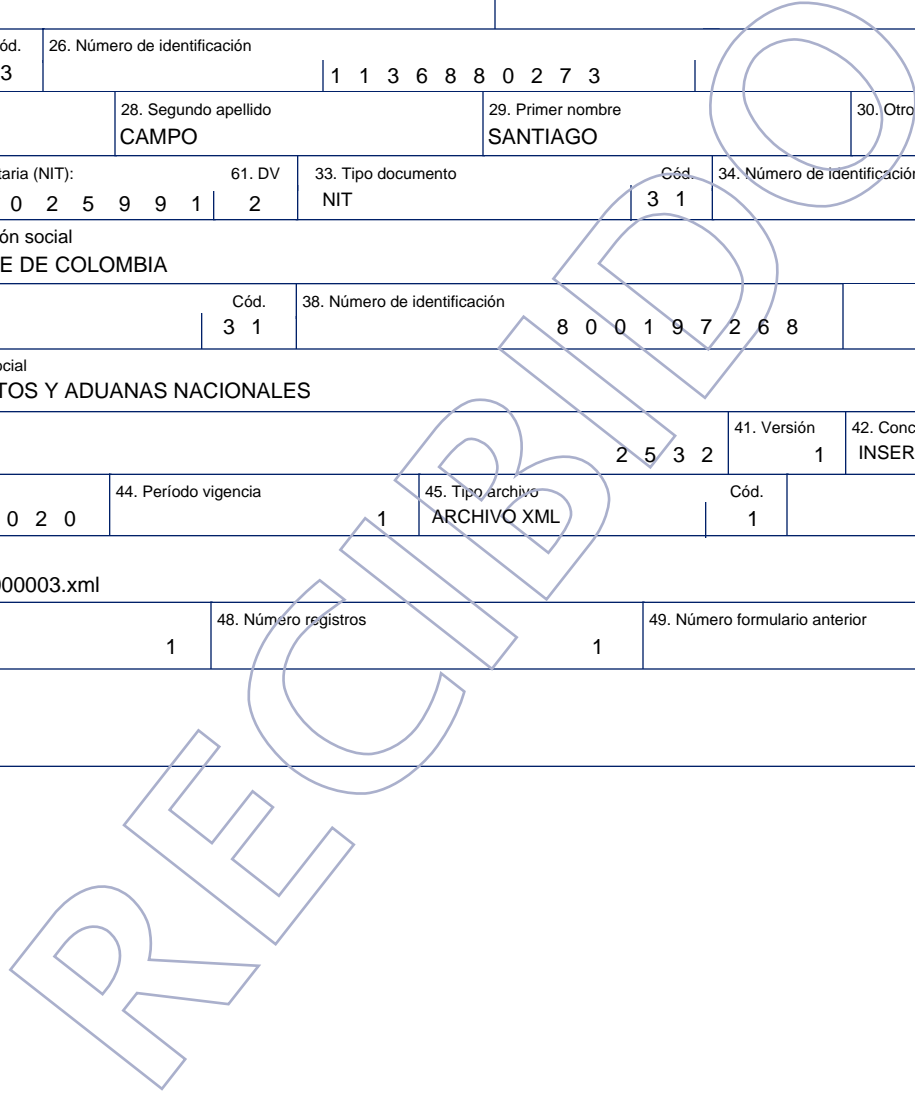 ód. 26. Número de identificación
3 1 1 3 6 8 8 0 2 7 3
28. Segundo apellido 29. Primer nombre 30. Otro
CAMPO SANTIAGO
taria (NIT): 61. DV 33. Tipo documento Cód. 34. Número de identificación
0 2 5 9 9 1 2 NIT 3 1
ón social
E DE COLOMBIA
Cód. 38. Número de identificación
3 1 8 0 0 1 9 7 2 6 8
ocial
TOS Y ADUANAS NACIONALES
41. Versión 42. Conc
2 5 3 2 1 INSER
44. Período vigencia 45. Tipo archivo Cód.
0 2 0 1 ARCHIVO XML 1
00003.xml
48. Número registros 49. Número formulario anterior
1 1
RECIBIDO